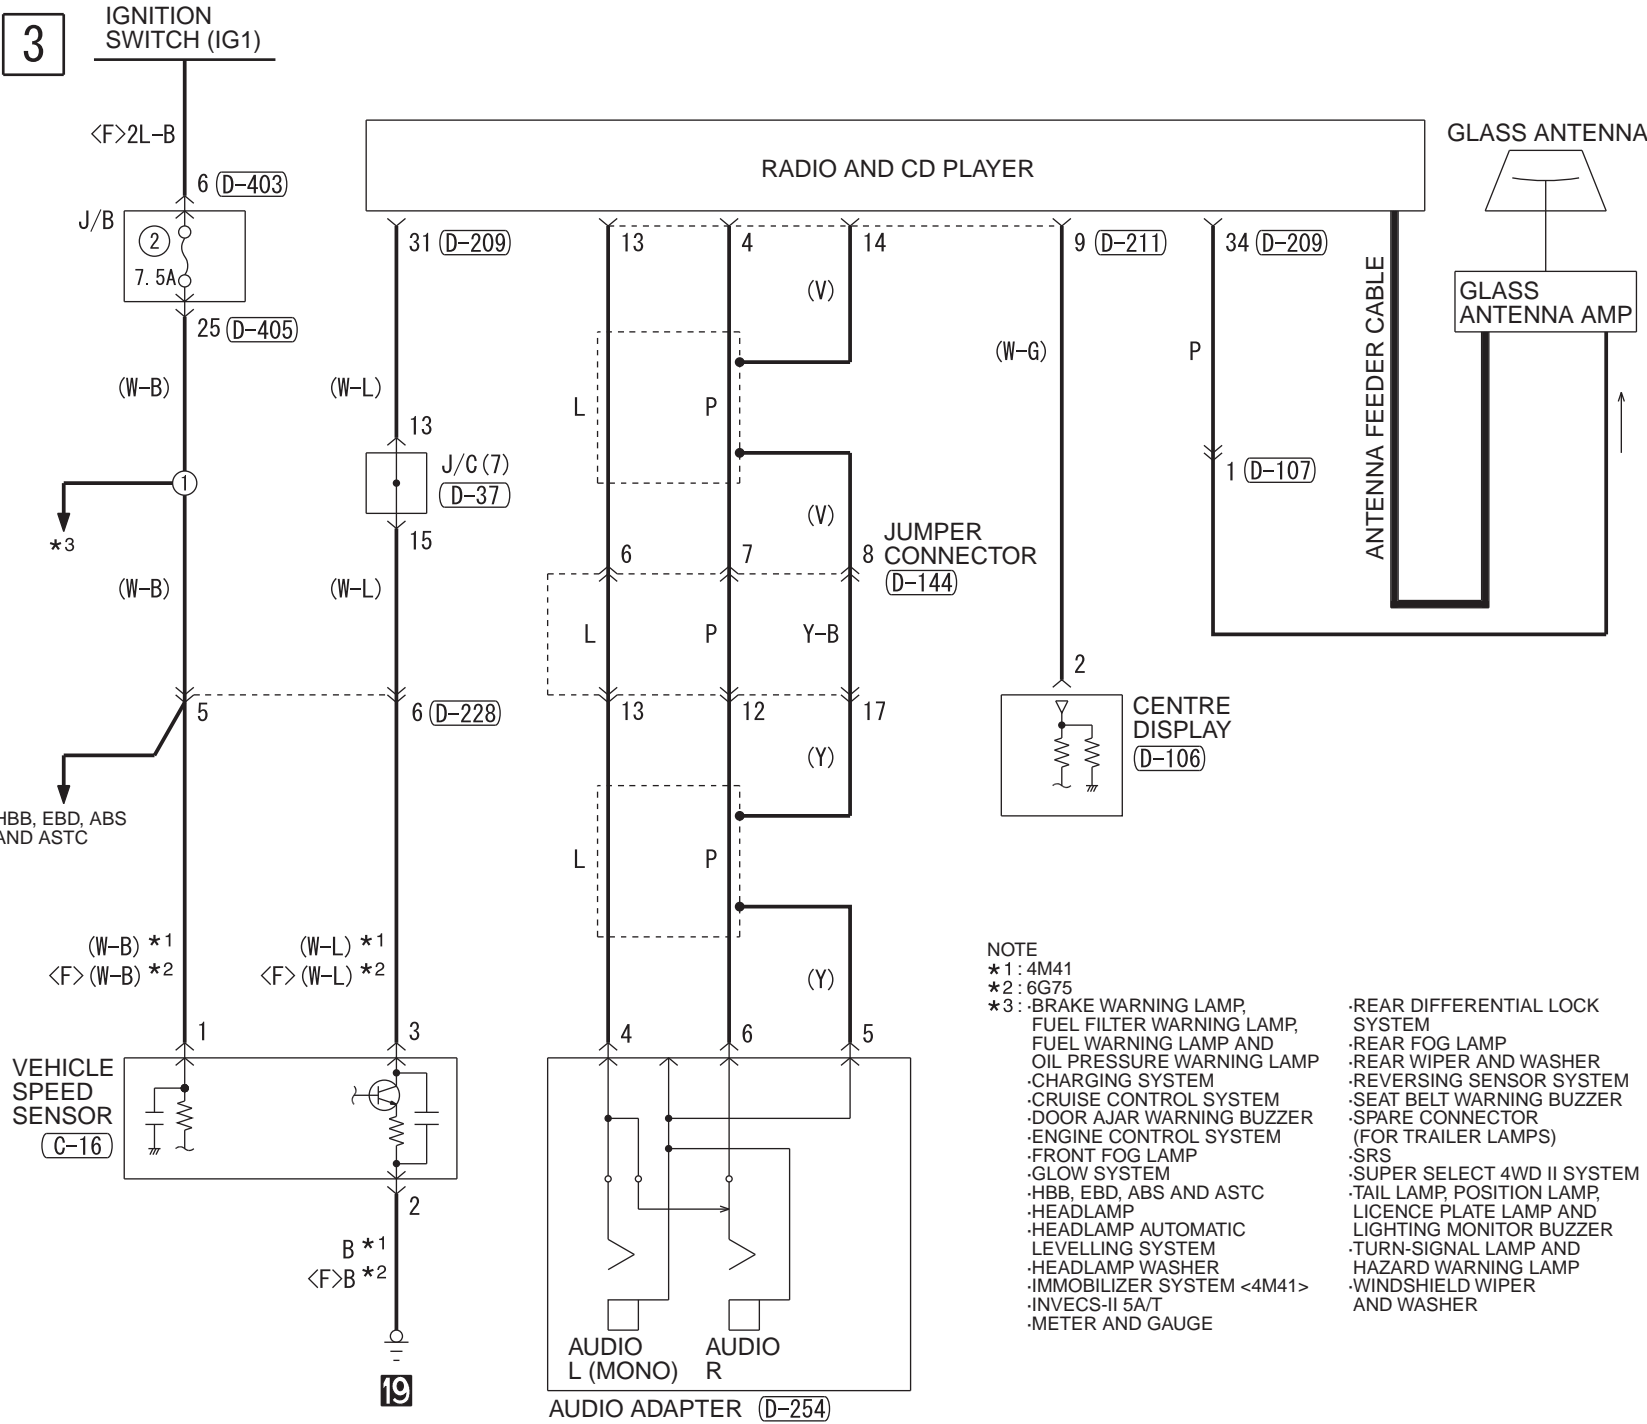 3
IGNITION
SWITCH (IG1)
<F>2L-B
6 (D-403)
J/B
2
7.5A
25 (D-405)
(W-B)
1
*3
(W-B)
5
HBB, EBD, ABS
AND ASTC
(W-B) *1
<F>(W-B) *2
1
VEHICLE
SPEED
SENSOR
C-16
RADIO AND CD PLAYER
31 (D-209)
(W-L)
13
J/C(7)
D-37
15
(W-L)
6 (D-228)
(W-L) *1
<F>(W-L) *2
3
2
B *1
<F>B *2
19
13
4
14
(V)
L
P
(V)
6
7
8
JUMPER
CONNECTOR
D-144
L
P
Y-B
13
12
17
(Y)
L
P
(Y)
4
6
5
AUDIO
L (MONO)
AUDIO
R
AUDIO ADAPTER (D-254)
9 (D-211)
(W-G)
2
CENTRE
DISPLAY
D-106
34 (D-209)
P
1 (D-107)
ANTENNA FEEDER CABLE
GLASS ANTENNA
GLASS
ANTENNA AMP
NOTE
*1 : 4M41
*2 : 6G75
*3 : ·BRAKE WARNING LAMP,
FUEL FILTER WARNING LAMP,
FUEL WARNING LAMP AND
OIL PRESSURE WARNING LAMP
·CHARGING SYSTEM
·CRUISE CONTROL SYSTEM
·DOOR AJAR WARNING BUZZER
·ENGINE CONTROL SYSTEM
·FRONT FOG LAMP
·GLOW SYSTEM
·HBB, EBD, ABS AND ASTC
·HEADLAMP
·HEADLAMP AUTOMATIC
LEVELLING SYSTEM
·HEADLAMP WASHER
·IMMOBILIZER SYSTEM <4M41>
·INVECS-II 5A/T
·METER AND GAUGE
·REAR DIFFERENTIAL LOCK
SYSTEM
·REAR FOG LAMP
·REAR WIPER AND WASHER
·REVERSING SENSOR SYSTEM
·SEAT BELT WARNING BUZZER
·SPARE CONNECTOR
(FOR TRAILER LAMPS)
·SRS
·SUPER SELECT 4WD II SYSTEM
·TAIL LAMP, POSITION LAMP,
LICENCE PLATE LAMP AND
LIGHTING MONITOR BUZZER
·TURN-SIGNAL LAMP AND
HAZARD WARNING LAMP
·WINDSHIELD WIPER
AND WASHER